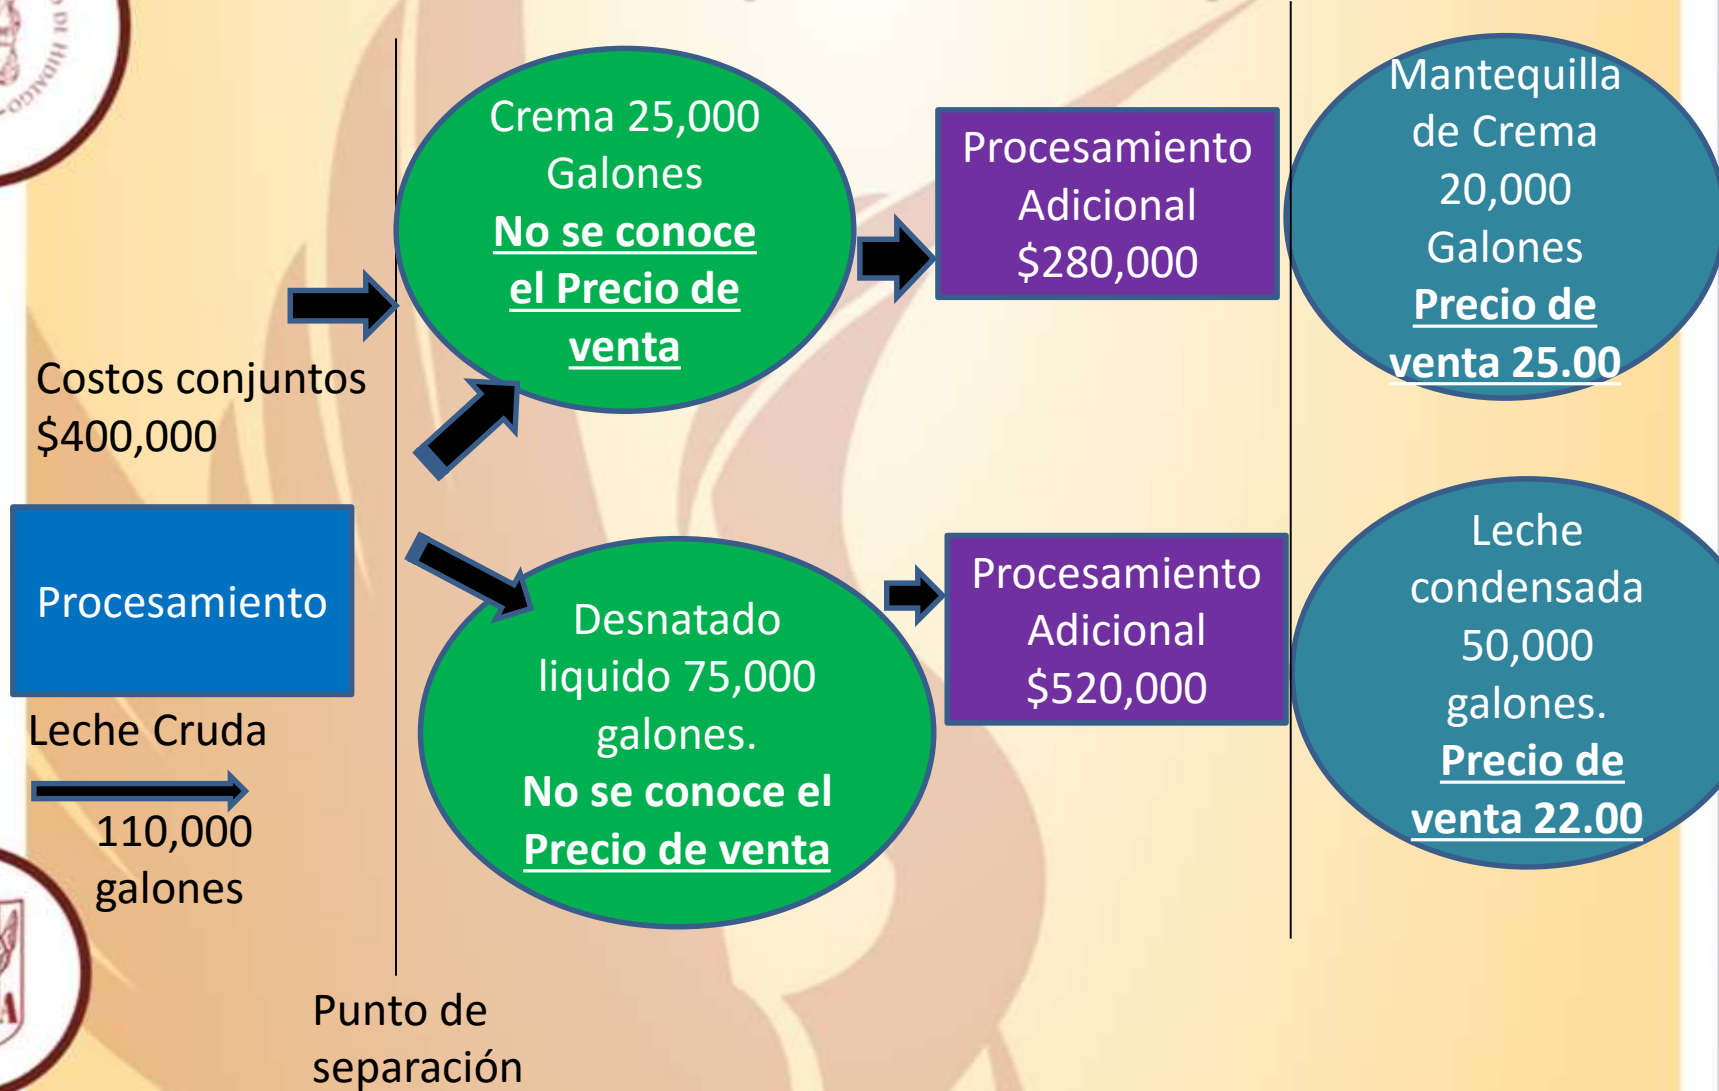 DE HIDALGO
Costos conjuntos
$400,000
Procesamiento
Leche Cruda
110,000
galones
Punto de
separación
Crema 25,000
Galones
No se conoce
el Precio de
venta
Desnatado
liquido 75,000
galones.
No se conoce el
Precio de venta
Procesamiento
Adicional
$280,000
Procesamiento
Adicional
$520,000
Mantequilla
de Crema
20,000
Galones
Precio de
venta 25.00
Leche
condensada
50,000
galones.
Precio de
venta 22.00